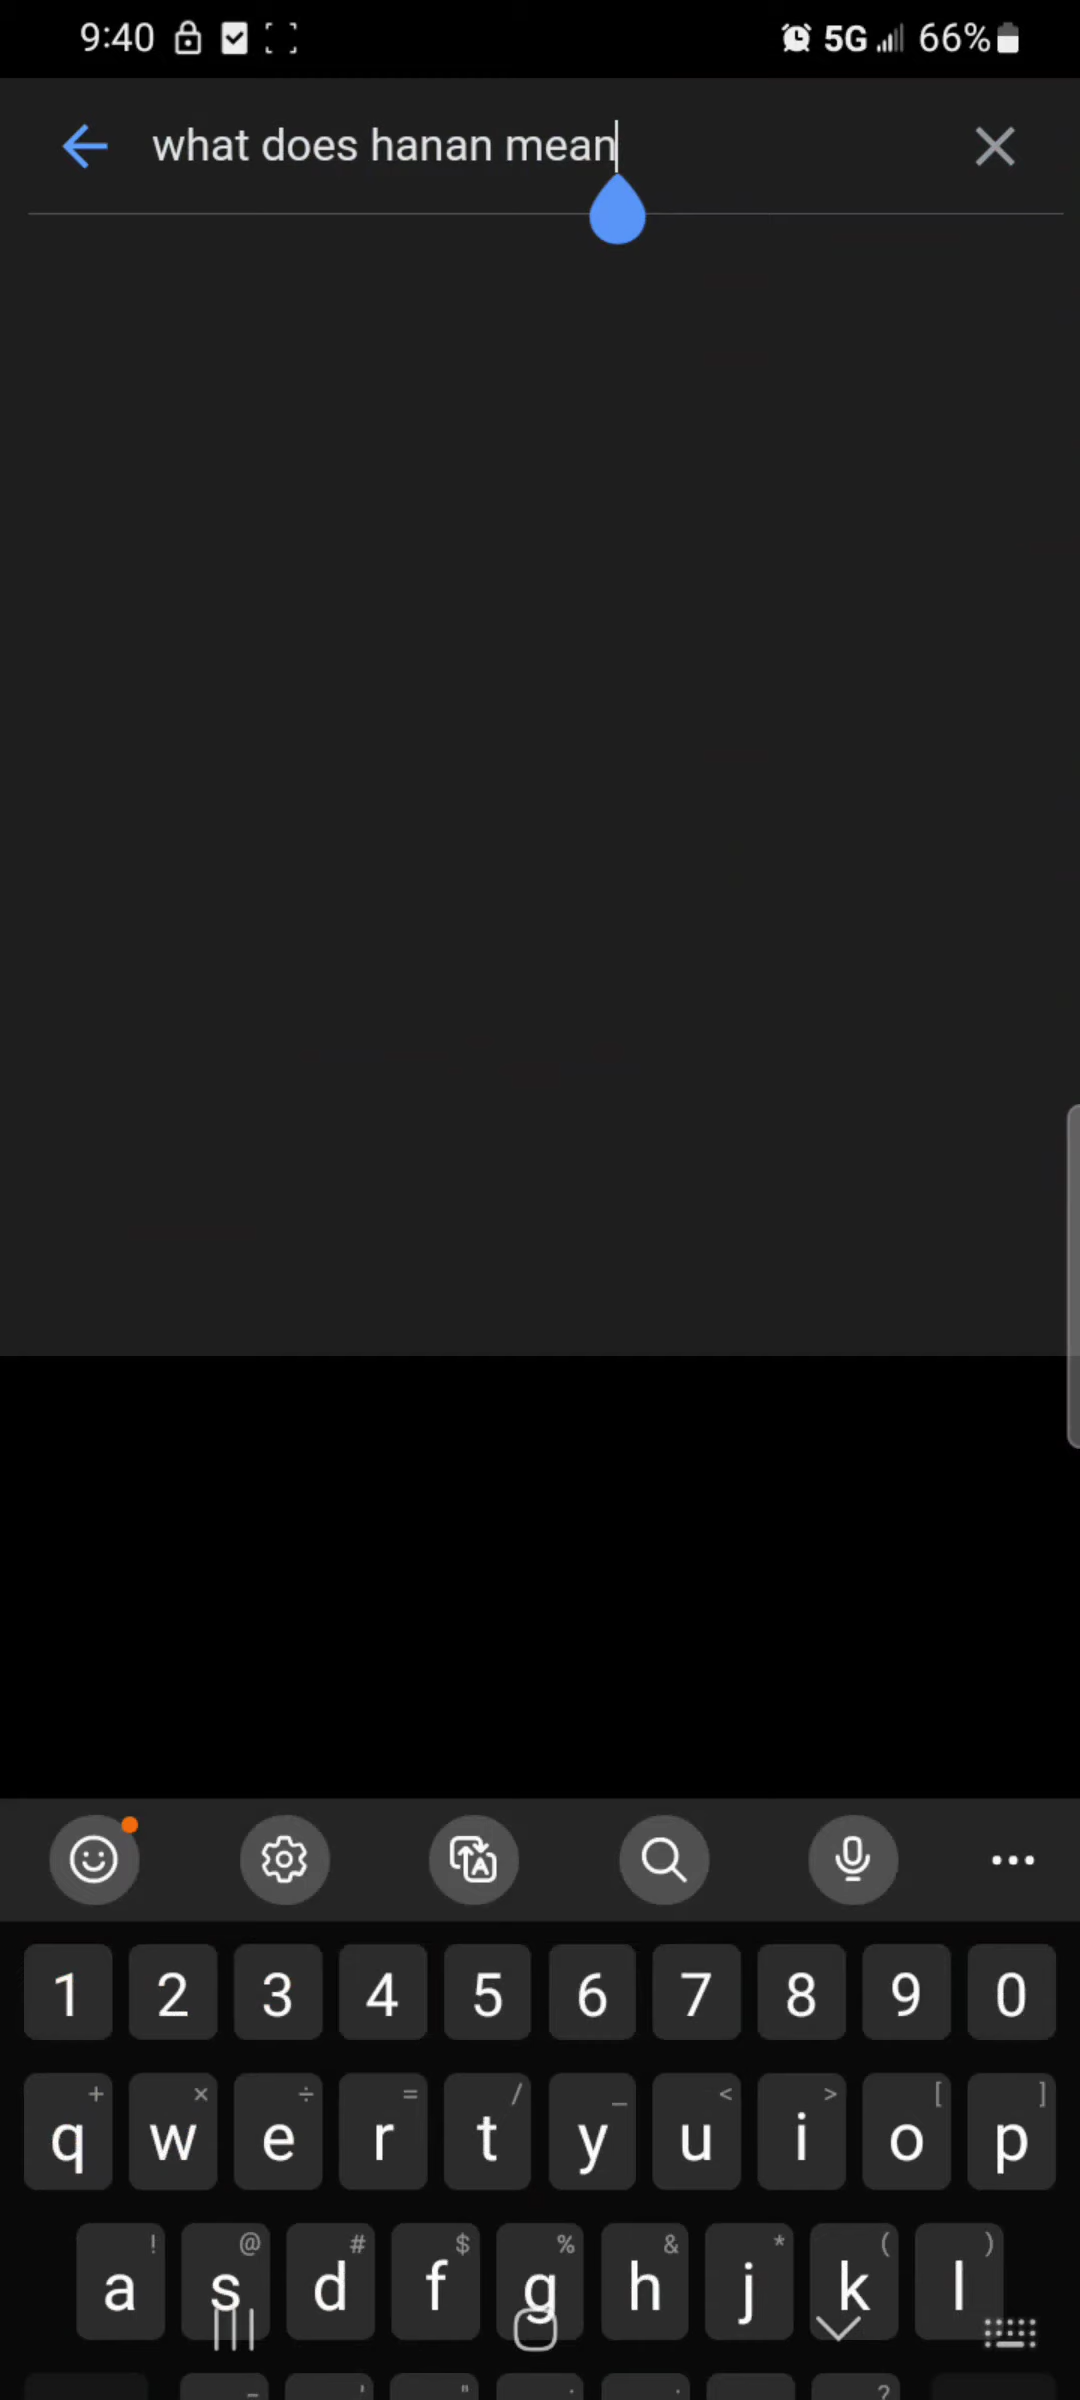 9:40 5G 66%
what does hanan mean
1 2 3 4 5 6 7 8 9 0
+ × ÷ = / _ < > [ ]
q w e r t y u i o p
! @ # $ % & * ( )
a s d f g h j k l